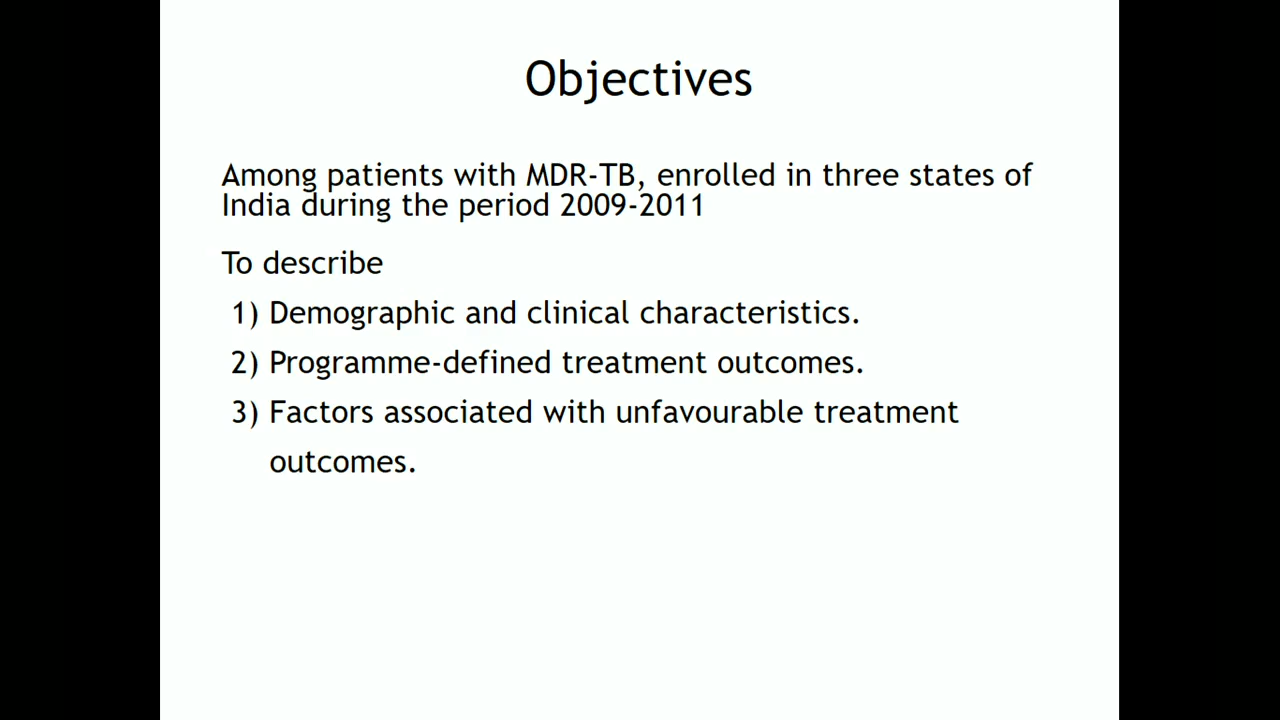 Objectives
Among patients with MDR-TB, enrolled in three states of
India during the period 2009-2011
To describe
1) Demographic and clinical characteristics.
2) Programme-defined treatment outcomes.
3) Factors associated with unfavourable treatment
outcomes.